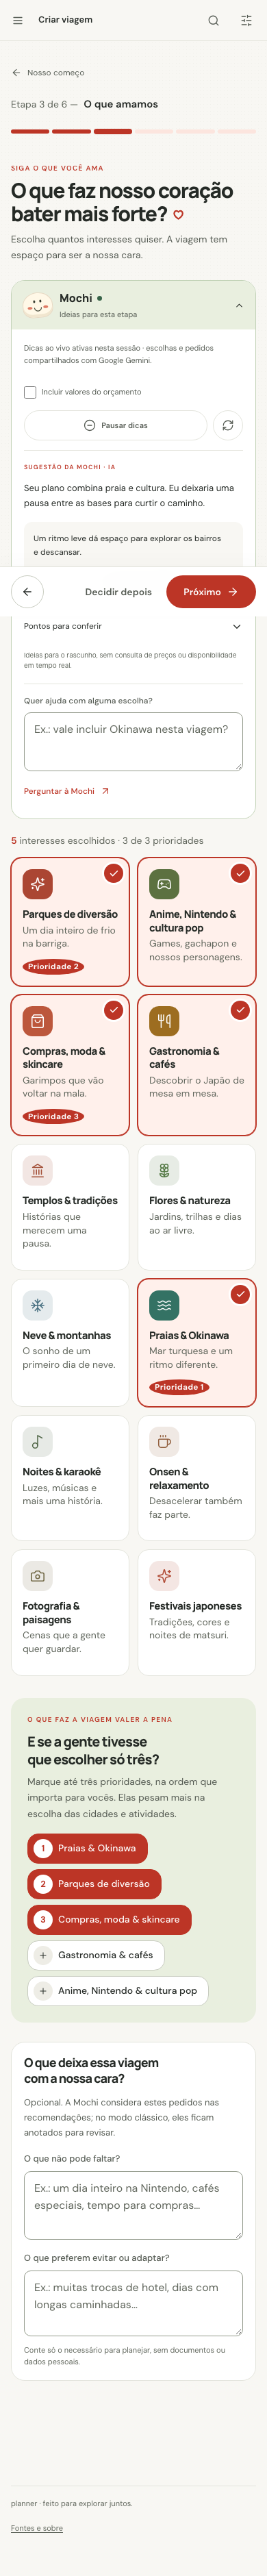 Criar viagem
Nosso começo
Etapa 3 de 6 — O que amamos
SIGA O QUE VOCÊ AMA
O que faz nosso coração
bater mais forte?
Escolha quantos interesses quiser. A viagem tem
espaço para ser a nossa cara.
Mochi
Ideias para esta etapa
Dicas ao vivo ativas nesta sessão · escolhas e pedidos
compartilhados com Google Gemini.
Incluir valores do orçamento
Pausar dicas
SUGESTÃO DA MOCHI · IA
Seu plano combina praia e cultura. Eu deixaria uma
pausa entre as bases para curtir o caminho.
Um ritmo leve dá espaço para explorar os bairros
e descansar.
Decidir depois
Próximo
Pontos para conferir
Ideias para o rascunho, sem consulta de preços ou disponibilidade
em tempo real.
Quer ajuda com alguma escolha?
Ex.: vale incluir Okinawa nesta viagem?
Perguntar à Mochi
5 interesses escolhidos · 3 de 3 prioridades
Parques de diversão
Um dia inteiro de frio
na barriga.
Prioridade 2
Anime, Nintendo &
cultura pop
Games, gachapon e
nossos personagens.
Compras, moda &
skincare
Garimpos que vão
voltar na mala.
Prioridade 3
Gastronomia &
cafés
Descobrir o Japão de
mesa em mesa.
Templos & tradições
Histórias que
merecem uma
pausa.
Flores & natureza
Jardins, trilhas e dias
ao ar livre.
Neve & montanhas
O sonho de um
primeiro dia de neve.
Praias & Okinawa
Mar turquesa e um
ritmo diferente.
Prioridade 1
Noites & karaokê
Luzes, músicas e
mais uma história.
Onsen &
relaxamento
Desacelerar também
faz parte.
Fotografia &
paisagens
Cenas que a gente
quer guardar.
Festivais japoneses
Tradições, cores e
noites de matsuri.
O QUE FAZ A VIAGEM VALER A PENA
E se a gente tivesse
que escolher só três?
Marque até três prioridades, na ordem que
importa para vocês. Elas pesam mais na
escolha das cidades e atividades.
1 Praias & Okinawa
2 Parques de diversão
3 Compras, moda & skincare
+ Gastronomia & cafés
+ Anime, Nintendo & cultura pop
O que deixa essa viagem
com a nossa cara?
Opcional. A Mochi considera estes pedidos nas
recomendações; no modo clássico, eles ficam
anotados para revisar.
O que não pode faltar?
Ex.: um dia inteiro na Nintendo, cafés
especiais, tempo para compras...
O que preferem evitar ou adaptar?
Ex.: muitas trocas de hotel, dias com
longas caminhadas...
Conte só o necessário para planejar, sem documentos ou
dados pessoais.
planner · feito para explorar juntos.
Fontes e sobre